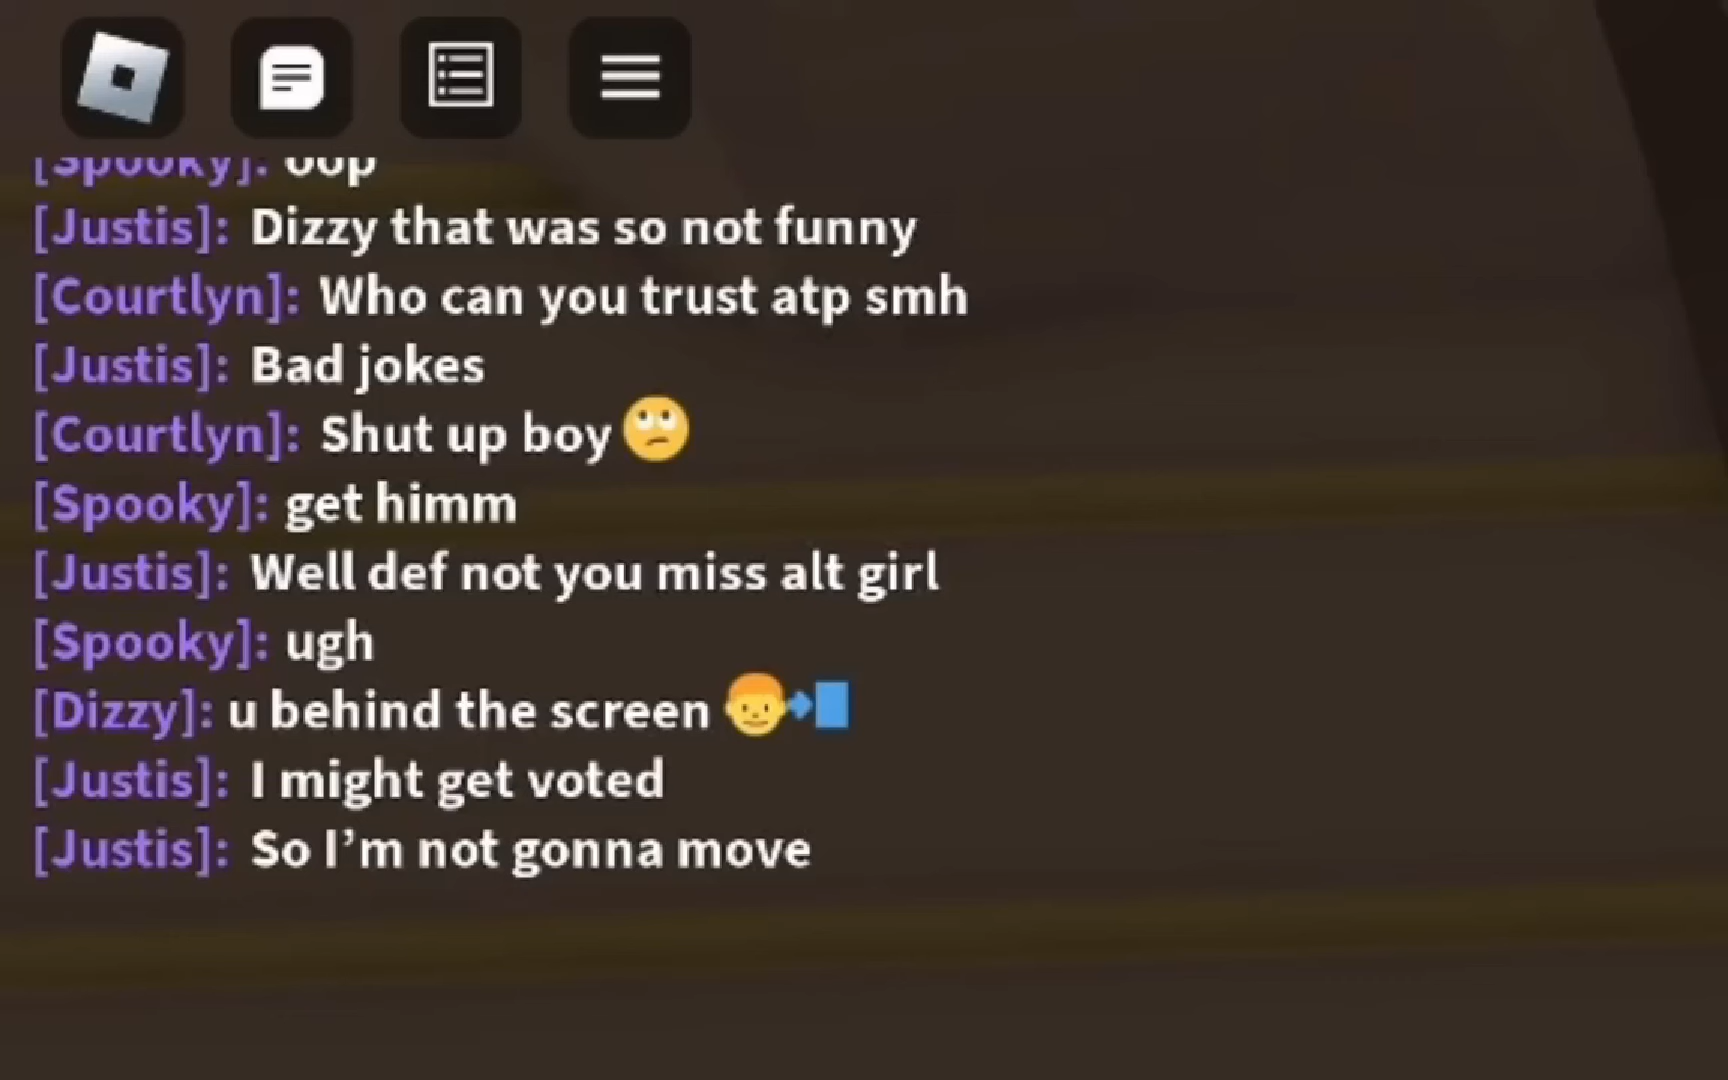 [Spooky]: oop
[Justis]: Dizzy that was so not funny
[Courtlyn]: Who can you trust atp smh
[Justis]: Bad jokes
[Courtlyn]: Shut up boy 🙄
[Spooky]: get himm
[Justis]: Well def not you miss alt girl
[Spooky]: ugh
[Dizzy]: u behind the screen 👨➡️🟦
[Justis]: I might get voted
[Justis]: So I’m not gonna move